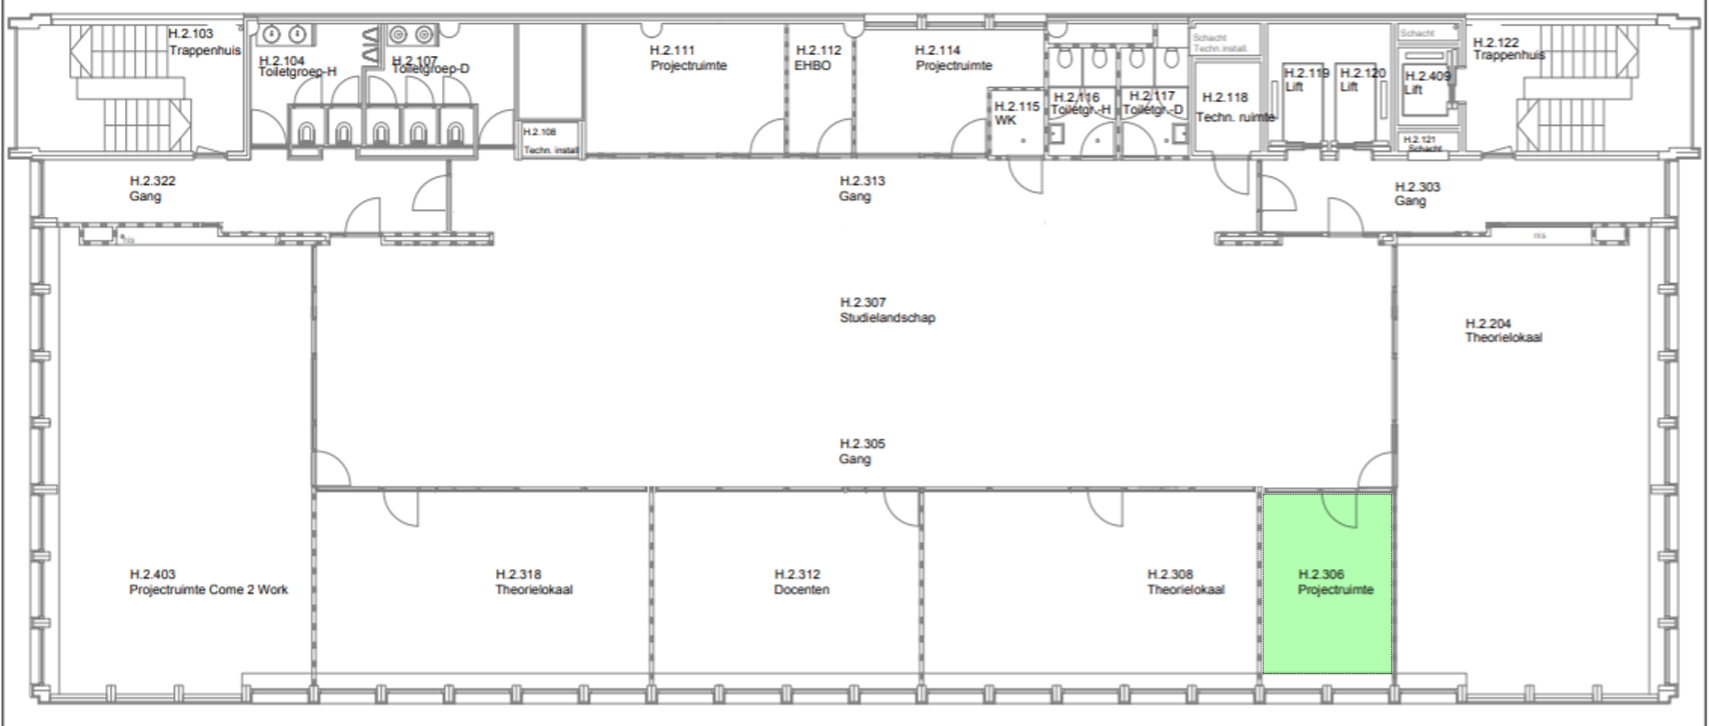 H.2.103
Trappenhuis
H.2.104
Toiletgroep-H
H.2.107
Toiletgroep-D
H.2.108
Techn. install
H.2.111
Projectruimte
H.2.112
EHBO
H.2.114
Projectruimte
H.2.115
WK
H.2.116
Toiletgr.-H
H.2.117
Toiletgr.-D
Schacht
Techn.install.
H.2.118
Techn. ruimte
H.2.119
Lift
H.2.120
Lift
Schacht
H.2.409
Lift
H.2.121
Schacht
H.2.122
Trappenhuis
H.2.322
Gang
H.2.313
Gang
H.2.303
Gang
nis
nis
H.2.307
Studielandschap
H.2.204
Theorielokaal
H.2.305
Gang
H.2.403
Projectruimte Come 2 Work
H.2.318
Theorielokaal
H.2.312
Docenten
H.2.308
Theorielokaal
H.2.306
Projectruimte